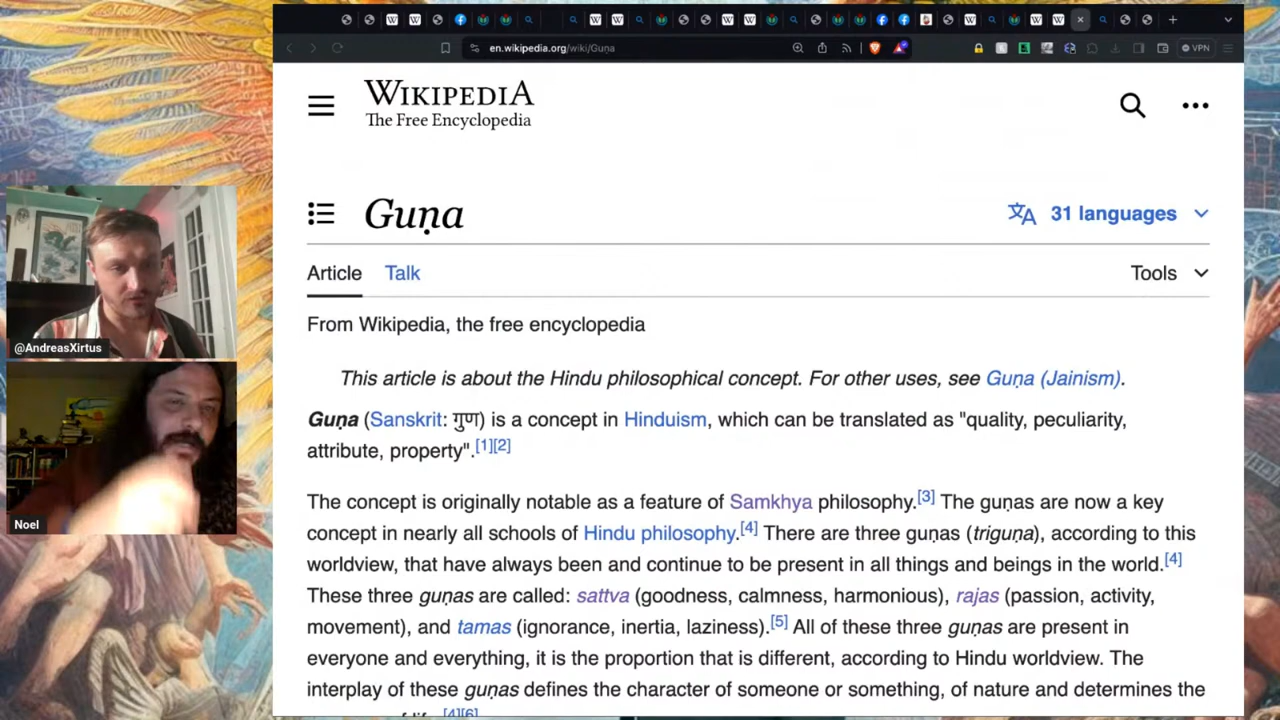 en.wikipedia.org/wiki/Guṇa
VPN
WIKIPEDIA
The Free Encyclopedia
Guṇa
31 languages
Article Talk
Tools
From Wikipedia, the free encyclopedia
This article is about the Hindu philosophical concept. For other uses, see Guṇa (Jainism).
Guṇa (Sanskrit: गुण) is a concept in Hinduism, which can be translated as "quality, peculiarity,
attribute, property".[1][2]
The concept is originally notable as a feature of Samkhya philosophy.[3] The guṇas are now a key
concept in nearly all schools of Hindu philosophy.[4] There are three guṇas (triguṇa), according to this
worldview, that have always been and continue to be present in all things and beings in the world.[4]
These three guṇas are called: sattva (goodness, calmness, harmonious), rajas (passion, activity,
movement), and tamas (ignorance, inertia, laziness).[5] All of these three guṇas are present in
everyone and everything, it is the proportion that is different, according to Hindu worldview. The
interplay of these guṇas defines the character of someone or something, of nature and determines the
[4][6]
@AndreasXirtus
Noel